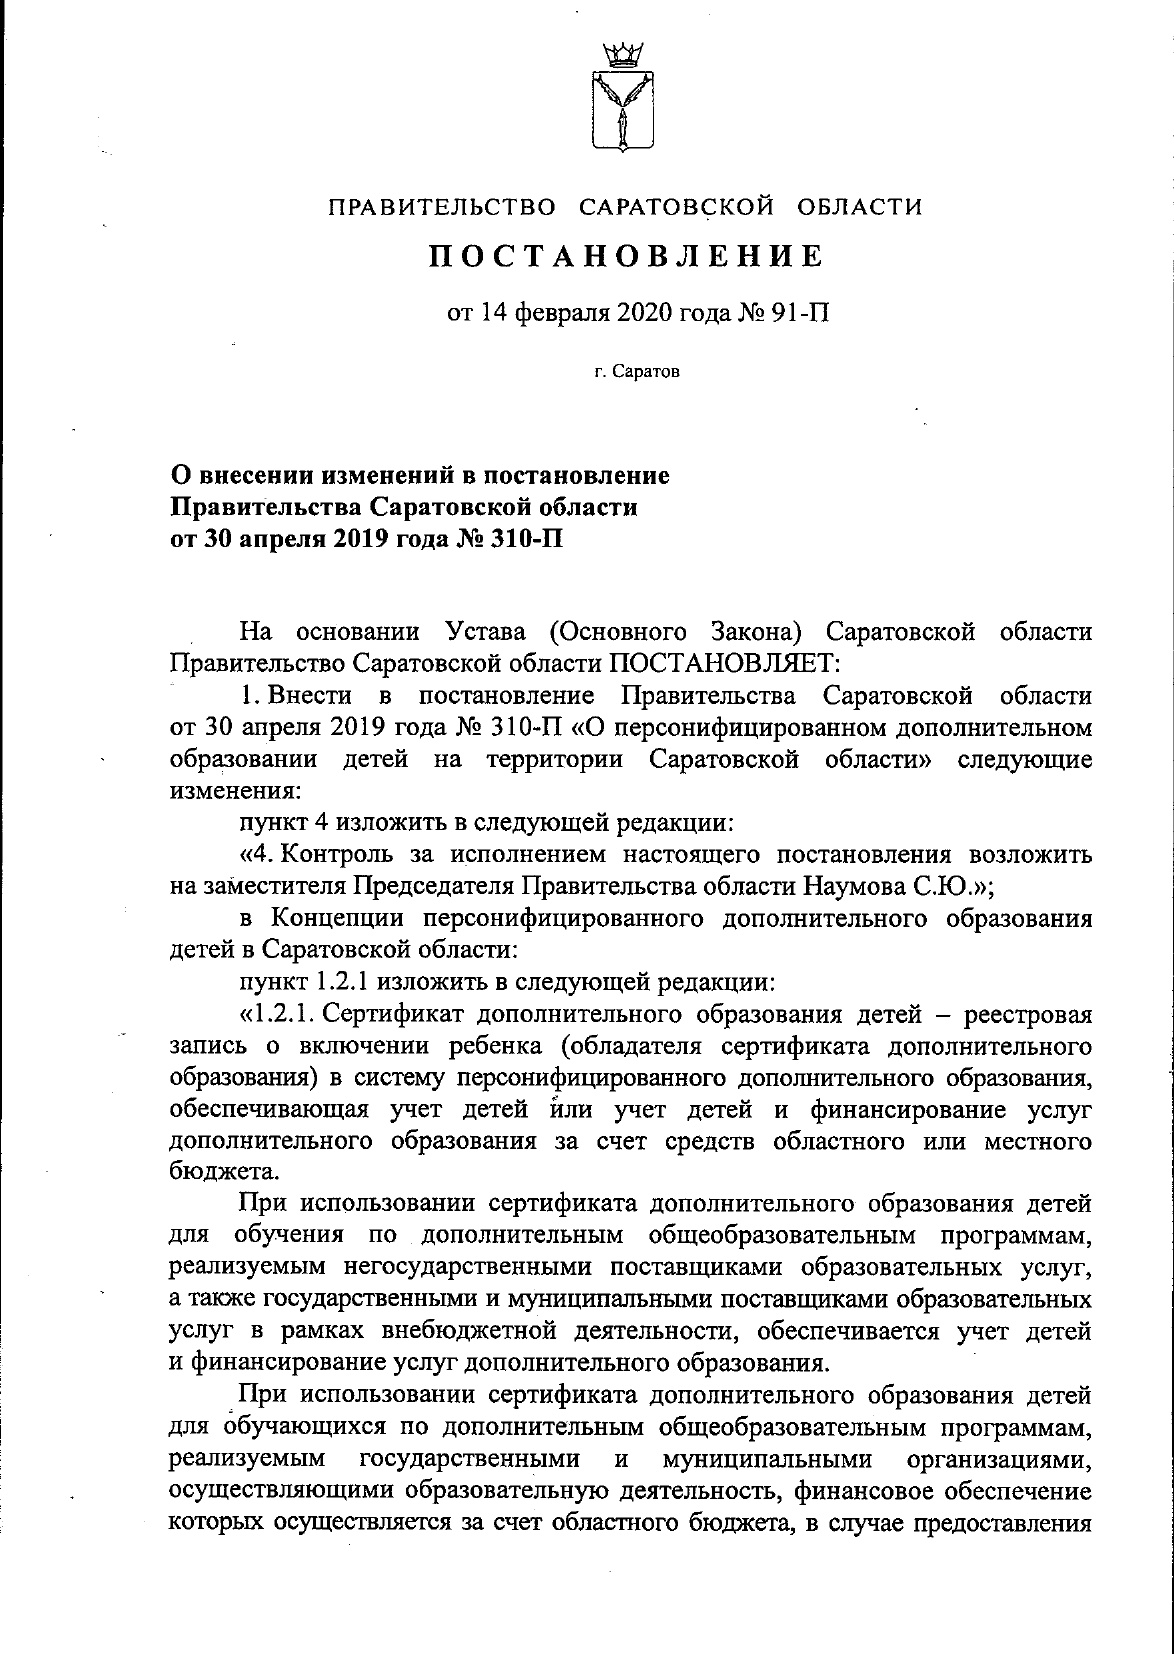 ПРАВИТЕЛЬСТВО САРАТОВСКОЙ ОБЛАСТИ
ПОСТАНОВЛЕНИЕ
от 14 февраля 2020 года № 91-П
г. Саратов
О внесении изменений в постановление
Правительства Саратовской области
от 30 апреля 2019 года № 310-П
На основании Устава (Основного Закона) Саратовской области
Правительство Саратовской области ПОСТАНОВЛЯЕТ:
1. Внести в постановление Правительства Саратовской области
от 30 апреля 2019 года № 310-П «О персонифицированном дополнительном
образовании детей на территории Саратовской области» следующие
изменения:
пункт 4 изложить в следующей редакции:
«4. Контроль за исполнением настоящего постановления возложить
на заместителя Председателя Правительства области Наумова С.Ю.»;
в Концепции персонифицированного дополнительного образования
детей в Саратовской области:
пункт 1.2.1 изложить в следующей редакции:
«1.2.1. Сертификат дополнительного образования детей – реестровая
запись о включении ребенка (обладателя сертификата дополнительного
образования) в систему персонифицированного дополнительного образования,
обеспечивающая учет детей или учет детей и финансирование услуг
дополнительного образования за счет средств областного или местного
бюджета.
При использовании сертификата дополнительного образования детей
для обучения по дополнительным общеобразовательным программам,
реализуемым негосударственными поставщиками образовательных услуг,
а также государственными и муниципальными поставщиками образовательных
услуг в рамках внебюджетной деятельности, обеспечивается учет детей
и финансирование услуг дополнительного образования.
При использовании сертификата дополнительного образования детей
для обучающихся по дополнительным общеобразовательным программам,
реализуемым государственными и муниципальными организациями,
осуществляющими образовательную деятельность, финансовое обеспечение
которых осуществляется за счет областного бюджета, в случае предоставления